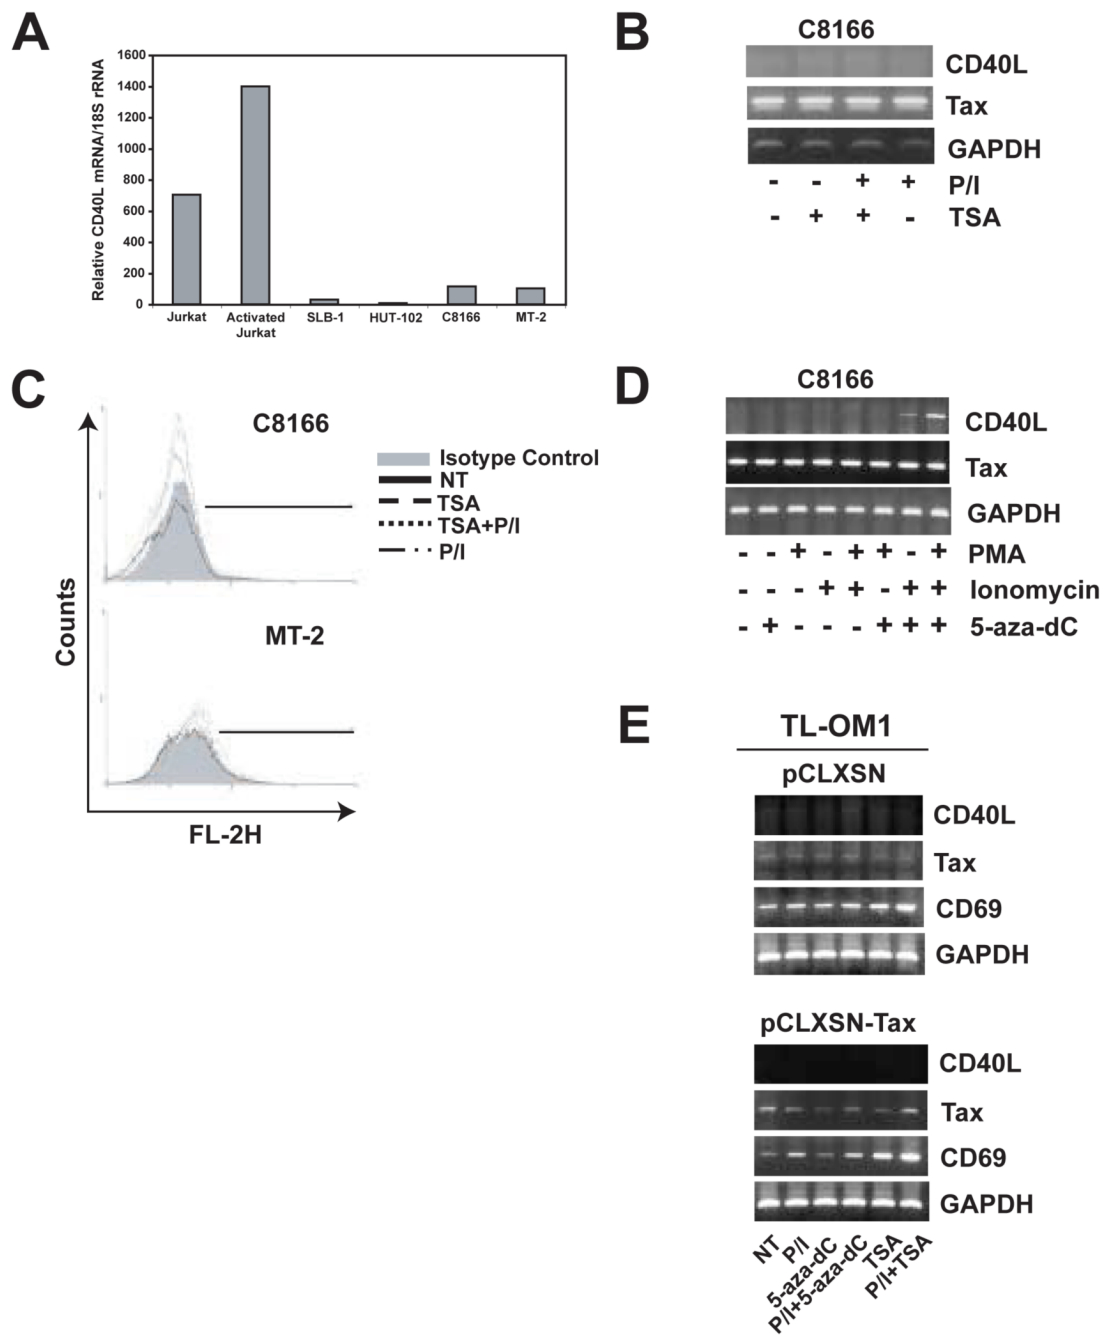 A
Relative CD40L mRNA/18S rRNA
1600
1400
1200
1000
800
600
400
200
0
Jurkat
Activated
Jurkat
SLB-1
HUT-102
C8166
MT-2
B
C8166
CD40L
Tax
GAPDH
- - + + P/I
- + + - TSA
C
C8166
Isotype Control
NT
TSA
TSA+P/I
P/I
MT-2
Counts
FL-2H
D
C8166
CD40L
Tax
GAPDH
- - + - + + - + PMA
- - - + + - + + Ionomycin
- + - - - + + + 5-aza-dC
E
TL-OM1
pCLXSN
CD40L
Tax
CD69
GAPDH
pCLXSN-Tax
CD40L
Tax
CD69
GAPDH
NT
P/I
5-aza-dC
P/I+5-aza-dC
TSA
P/I+TSA